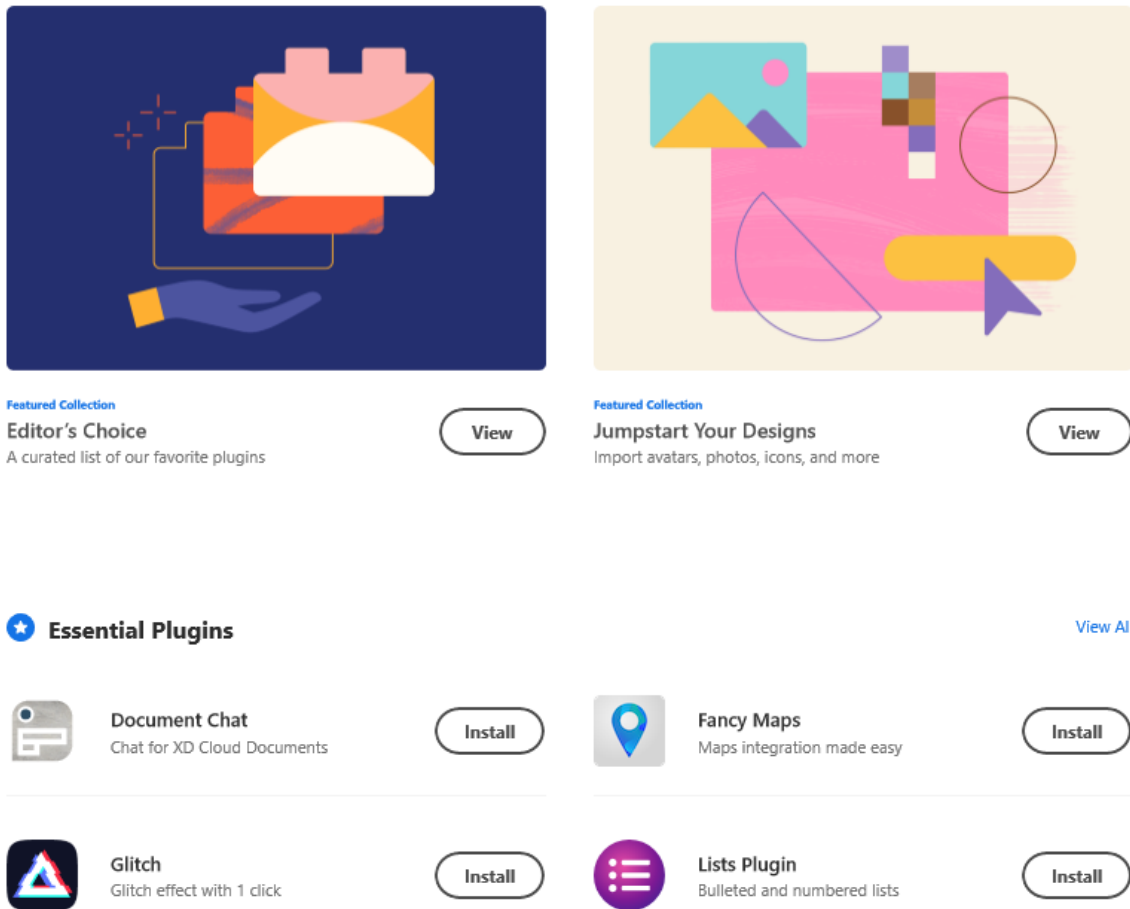 Featured Collection
Editor's Choice
A curated list of our favorite plugins
View
Featured Collection
Jumpstart Your Designs
Import avatars, photos, icons, and more
View
Essential Plugins
View Al
Document Chat
Chat for XD Cloud Documents
Install
Fancy Maps
Maps integration made easy
Install
Glitch
Glitch effect with 1 click
Install
Lists Plugin
Bulleted and numbered lists
Install